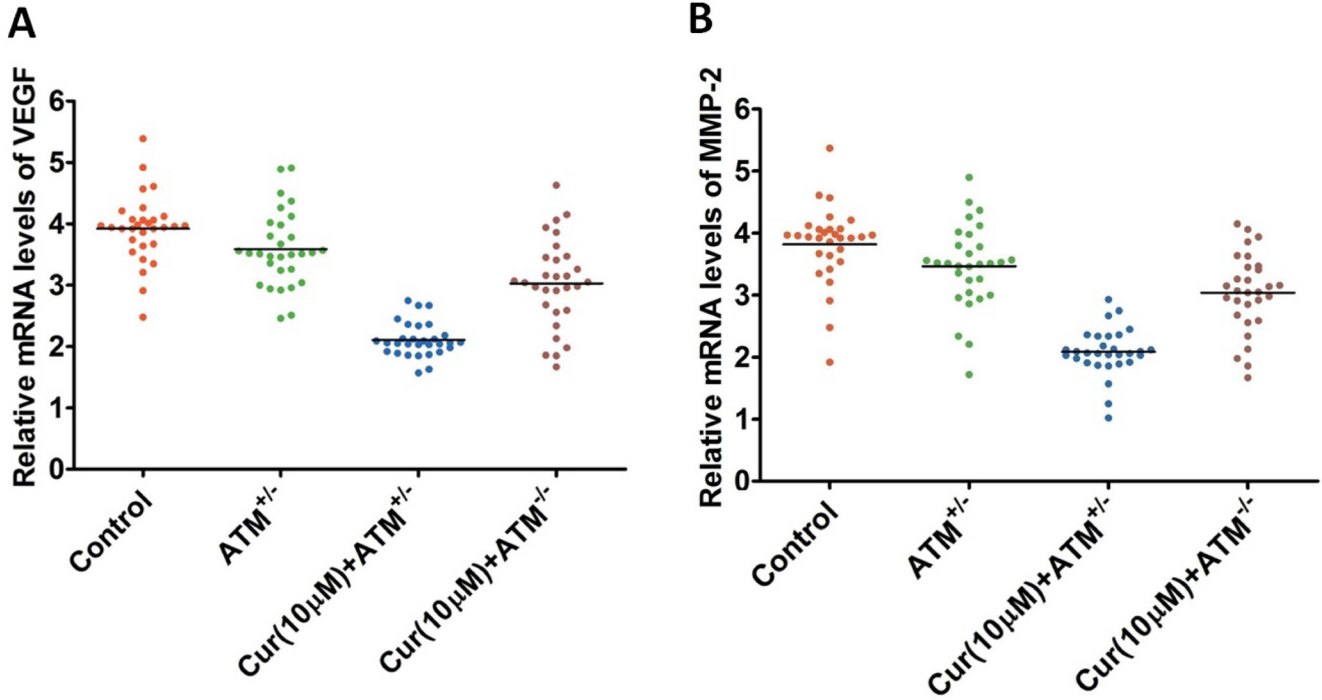 A
Relative mRNA levels of VEGF
6
5
4
3
2
1
0
Control
ATM+/-
Cur(10μM)+ATM+/-
Cur(10μM)+ATM-/-
B
Relative mRNA levels of MMP-2
6
5
4
3
2
1
0
Control
ATM+/-
Cur(10μM)+ATM+/-
Cur(10μM)+ATM-/-